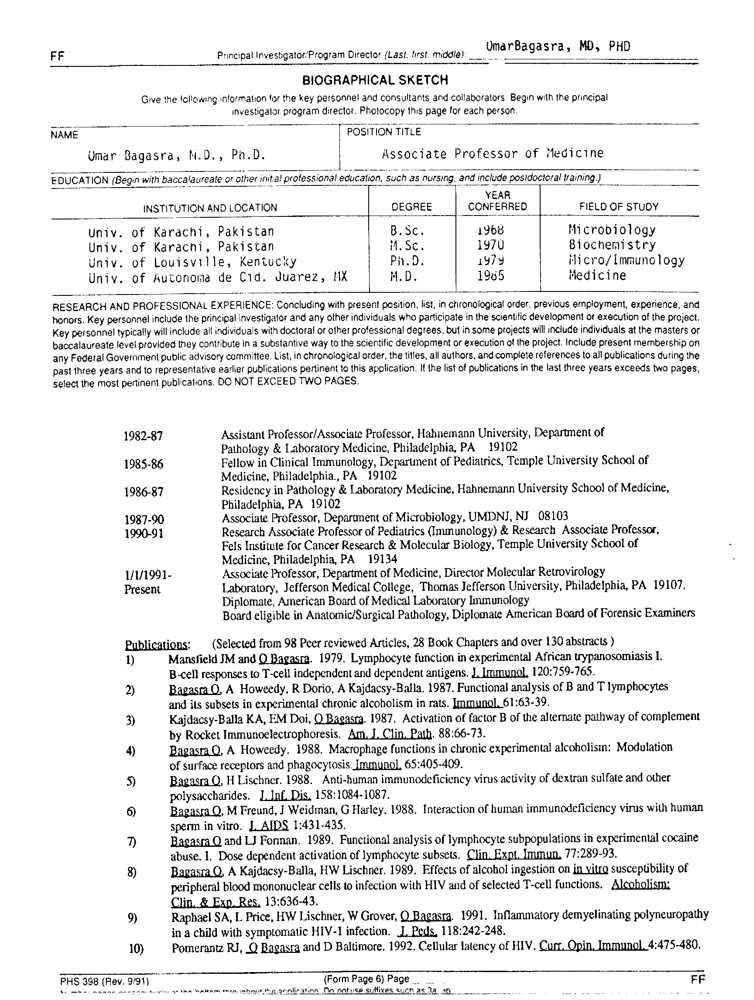 FF Principal Investigator/Program Director (Last, first, middle): OmarBagasra, MD, PHD
BIOGRAPHICAL SKETCH
Give the following information for the key personnel and consultants and collaborators. Begin with the principal
investigator program director. Photocopy this page for each person.
NAME POSITION TITLE
Omar Bagasra, M.D., Ph.D. Associate Professor of Medicine
EDUCATION (Begin with baccalaureate or other initial professional education, such as nursing, and include postdoctoral training.)
INSTITUTION AND LOCATION DEGREE YEAR CONFERRED FIELD OF STUDY
Univ. of Karachi, Pakistan B.Sc. 1968 Microbiology
Univ. of Karachi, Pakistan M.Sc. 1970 Biochemistry
Univ. of Louisville, Kentucky Ph.D. 1979 Micro/Immunology
Univ. of Autonoma de Cid. Juarez, MX M.D. 1985 Medicine
RESEARCH AND PROFESSIONAL EXPERIENCE: Concluding with present position, list, in chronological order, previous employment, experience, and
honors. Key personnel include the principal investigator and any other individuals who participate in the scientific development or execution of the project.
Key personnel typically will include all individuals with doctoral or other professional degrees, but in some projects will include individuals at the masters or
baccalaureate level provided they contribute in a substantive way to the scientific development or execution of the project. Include present membership on
any Federal Government public advisory committee. List, in chronological order, the titles, all authors, and complete references to all publications during the
past three years and to representative earlier publications pertinent to this application. If the list of publications in the last three years exceeds two pages,
select the most pertinent publications. DO NOT EXCEED TWO PAGES.
1982-87 Assistant Professor/Associate Professor, Hahnemann University, Department of
Pathology & Laboratory Medicine, Philadelphia, PA 19102
1985-86 Fellow in Clinical Immunology, Department of Pediatrics, Temple University School of
Medicine, Philadelphia., PA 19102
1986-87 Residency in Pathology & Laboratory Medicine, Hahnemann University School of Medicine,
Philadelphia, PA 19102
1987-90 Associate Professor, Department of Microbiology, UMDNJ, NJ 08103
1990-91 Research Associate Professor of Pediatrics (Immunology) & Research Associate Professor,
Fels Institute for Cancer Research & Molecular Biology, Temple University School of
Medicine, Philadelphia, PA 19134
1/1/1991- Associate Professor, Department of Medicine, Director Molecular Retrovirology
Present Laboratory, Jefferson Medical College, Thomas Jefferson University, Philadelphia, PA 19107.
Diplomate, American Board of Medical Laboratory Immunology
Board eligible in Anatomic/Surgical Pathology, Diplomate American Board of Forensic Examiners
Publications: (Selected from 98 Peer reviewed Articles, 28 Book Chapters and over 130 abstracts )
1) Mansfield JM and O Bagasra. 1979. Lymphocyte function in experimental African trypanosomiasis I.
B-cell responses to T-cell independent and dependent antigens. J. Immunol. 120:759-765.
2) Bagasra O, A Howeedy, R Dorio, A Kajdacsy-Balla. 1987. Functional analysis of B and T lymphocytes
and its subsets in experimental chronic alcoholism in rats. Immunol. 61:63-39.
3) Kajdacsy-Balla KA, EM Doi, O Bagasra. 1987. Activation of factor B of the alternate pathway of complement
by Rocket Immunoelectrophoresis. Am. J. Clin. Path. 88:66-73.
4) Bagasra O, A Howeedy. 1988. Macrophage functions in chronic experimental alcoholism: Modulation
of surface receptors and phagocytosis. Immunol. 65:405-409.
5) Bagasra O, H Lischner. 1988. Anti-human immunodeficiency virus activity of dextran sulfate and other
polysaccharides. J. Inf. Dis. 158:1084-1087.
6) Bagasra O, M Freund, J Weidman, G Harley. 1988. Interaction of human immunodeficiency virus with human
sperm in vitro. J. AIDS 1:431-435.
7) Bagasra O and LJ Forman. 1989. Functional analysis of lymphocyte subpopulations in experimental cocaine
abuse. I. Dose dependent activation of lymphocyte subsets. Clin. Expt. Immun. 77:289-93.
8) Bagasra O, A Kajdacsy-Balla, HW Lischner. 1989. Effects of alcohol ingestion on in vitro susceptibility of
peripheral blood mononuclear cells to infection with HIV and of selected T-cell functions. Alcoholism:
Clin. & Exp. Res. 13:636-43.
9) Raphael SA, L Price, HW Lischner, W Grover, O Bagasra. 1991. Inflammatory demyelinating polyneuropathy
in a child with symptomatic HIV-1 infection. J. Peds. 118:242-248.
10) Pomerantz RJ, O Bagasra and D Baltimore. 1992. Cellular latency of HIV. Curr. Opin. Immunol. 4:475-480.
PHS 398 (Rev. 9/91) (Form Page 6) Page FF
the application. Do not use suffixes such as 3a